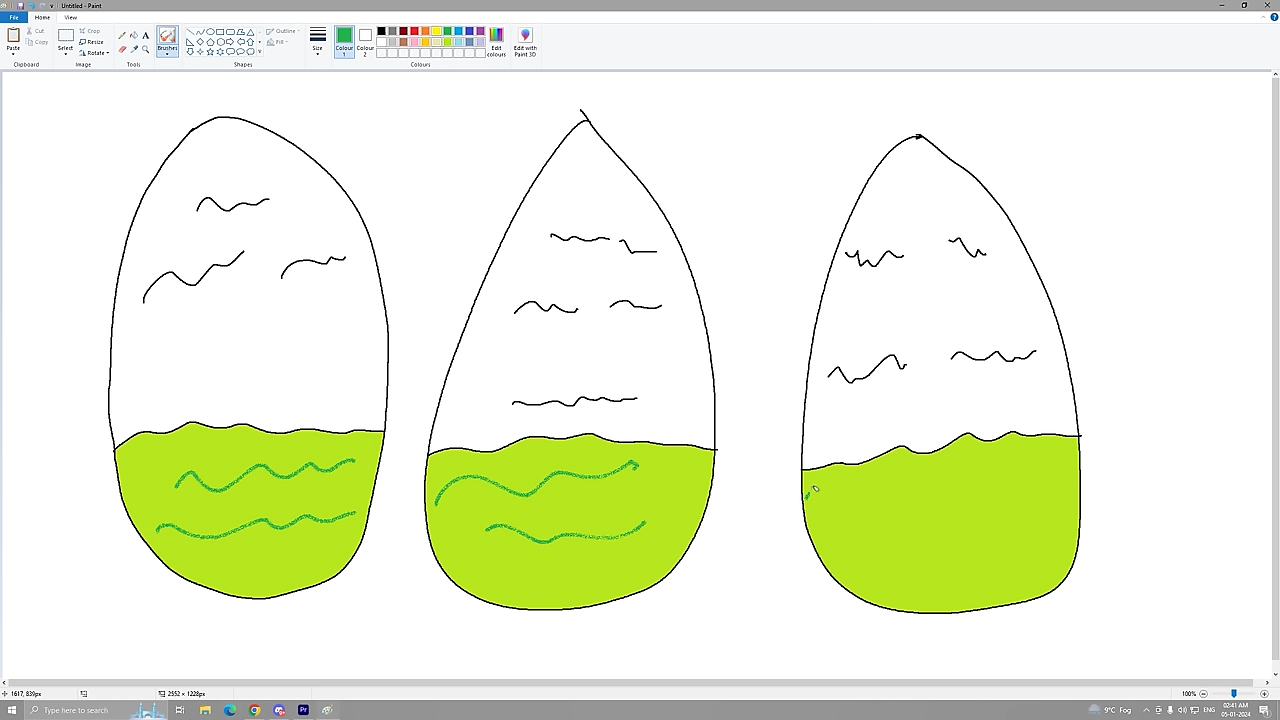 Untitled - Paint
File Home View
Paste Cut Copy Select Crop Resize Rotate Brushes Outline Fill Size Colour 1 Colour 2 Edit colours Edit with Paint 3D
Clipboard Image Tools Shapes Colours
1617, 839px 2552 × 1228px 100%
Type here to search Pr 9°C Fog ENG 02:41 AM
05-01-2024